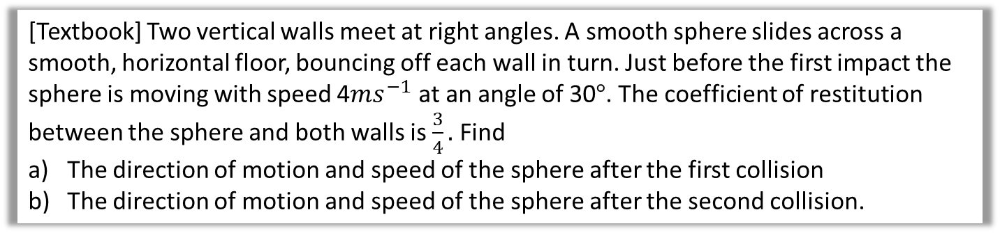 [Textbook] Two vertical walls meet at right angles. A smooth sphere slides across a
smooth, horizontal floor, bouncing off each wall in turn. Just before the first impact the
sphere is moving with speed 4ms⁻¹ at an angle of 30°. The coefficient of restitution
between the sphere and both walls is 3/4. Find
a) The direction of motion and speed of the sphere after the first collision
b) The direction of motion and speed of the sphere after the second collision.